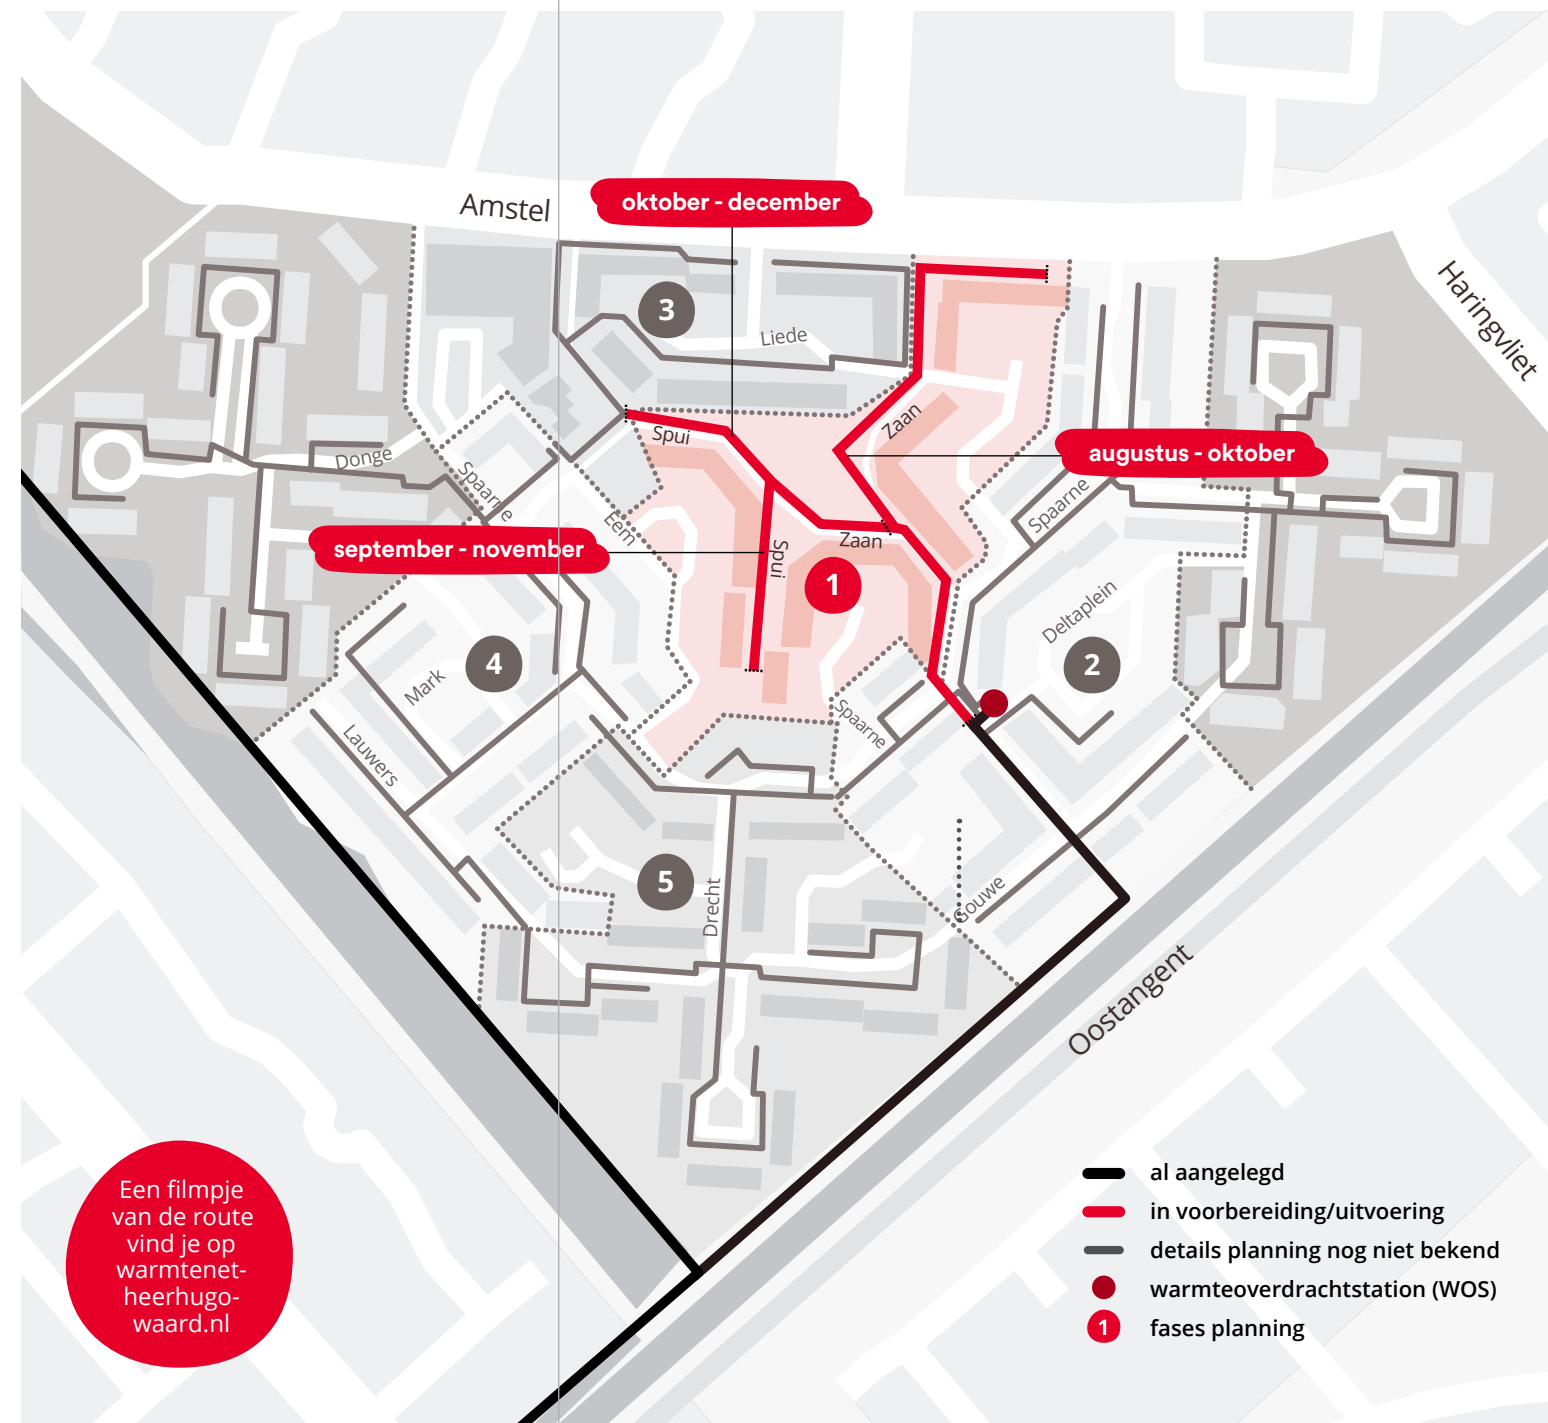 Amstel
oktober - december
Haringvliet
3
Liede
Zaan
Spui
augustus - oktober
Donge
Spaarne
Spaarne
Eem
Zaan
september - november
Spui
1
Deltaplein
4
2
Mark
Spaarne
Lauwers
5
Drecht
Gouwe
Oostangent
Een filmpje
van de route
vind je op
warmtenet-
heerhugo-
waard.nl
al aangelegd
in voorbereiding/uitvoering
details planning nog niet bekend
warmteoverdrachtstation (WOS)
1 fases planning